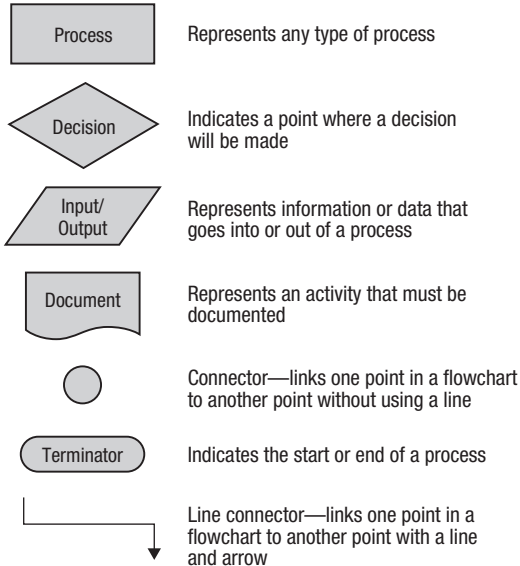 Process
Represents any type of process
Decision
Indicates a point where a decision
will be made
Input/
Output
Represents information or data that
goes into or out of a process
Document
Represents an activity that must be
documented
Connector—links one point in a flowchart
to another point without using a line
Terminator
Indicates the start or end of a process
Line connector—links one point in a
flowchart to another point with a line
and arrow